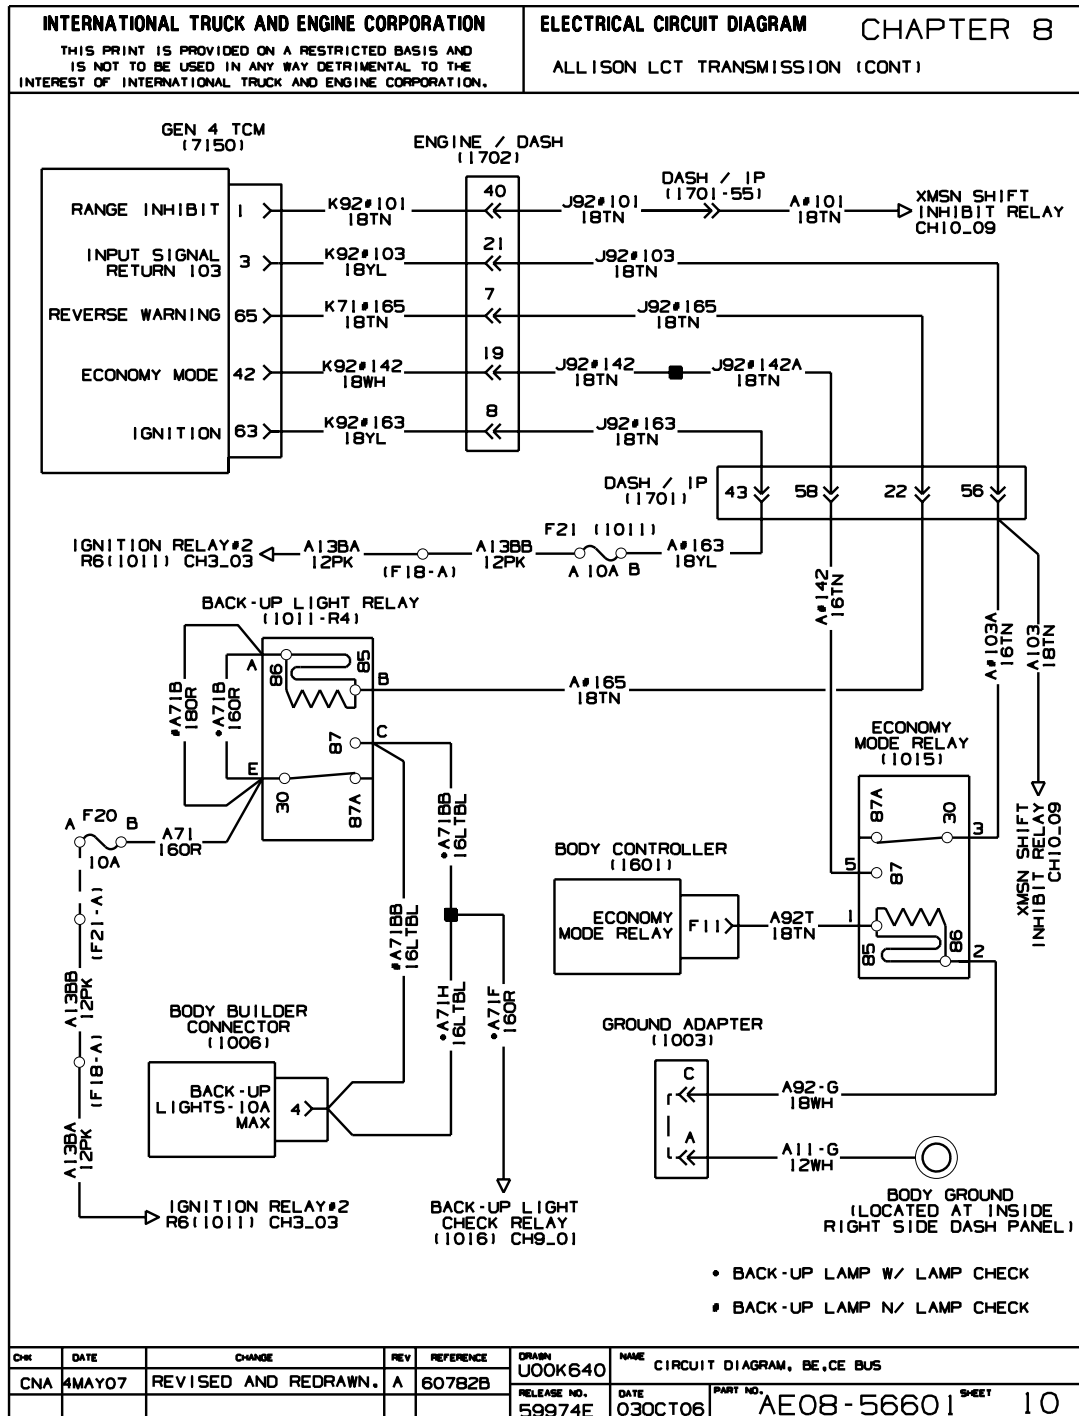 INTERNATIONAL TRUCK AND ENGINE CORPORATION
THIS PRINT IS PROVIDED ON A RESTRICTED BASIS AND
IS NOT TO BE USED IN ANY WAY DETRIMENTAL TO THE
INTEREST OF INTERNATIONAL TRUCK AND ENGINE CORPORATION.
ELECTRICAL CIRCUIT DIAGRAM
CHAPTER 8
ALLISON LCT TRANSMISSION (CONT)
GEN 4 TCM
(7150)
ENGINE / DASH
(1702)
DASH / IP
(1701-55)
RANGE INHIBIT
1
K92#101
18TN
40
J92#101
18TN
A#101
18TN
XMSN SHIFT
INHIBIT RELAY
CH10_09
INPUT SIGNAL
RETURN 103
3
K92#103
18YL
21
J92#103
18TN
REVERSE WARNING
65
K71#165
18TN
7
J92#165
18TN
ECONOMY MODE
42
K92#142
18WH
19
J92#142
18TN
J92#142A
18TN
IGNITION
63
K92#163
18YL
8
J92#163
18TN
DASH / IP
(1701)
43
58
22
56
IGNITION RELAY#2
R6(1011) CH3_03
A13BA
12PK
(F18-A)
A13BB
12PK
F21 (1011)
A 10A B
A#163
18YL
A#142
16TN
A#103A
16TN
A103
18TN
BACK-UP LIGHT RELAY
(1011-R4)
#A71B
18OR
*A71B
16OR
A
86
85
B
A#165
18TN
87
C
E
30
87A
A
F20
B
10A
A71
16OR
*A71BB
16LTBL
#A71BB
16LTBL
ECONOMY
MODE RELAY
(1015)
87A
30
3
5
87
1
85
86
2
XMSN SHIFT
INHIBIT RELAY
CH10_09
BODY CONTROLLER
(1601)
ECONOMY
MODE RELAY
F11
A92T
18TN
(F21-A)
A13BB
12PK
(F18-A)
A13BA
12PK
IGNITION RELAY#2
R6(1011) CH3_03
BODY BUILDER
CONNECTOR
(1006)
BACK-UP
LIGHTS-10A
MAX
4
*A71H
16LTBL
*A71F
16OR
BACK-UP LIGHT
CHECK RELAY
(1016) CH9_01
GROUND ADAPTER
(1003)
C
A92-G
18WH
A
A11-G
12WH
BODY GROUND
(LOCATED AT INSIDE
RIGHT SIDE DASH PANEL)
* BACK-UP LAMP W/ LAMP CHECK
# BACK-UP LAMP N/ LAMP CHECK
CHK
DATE
CHANGE
REV
REFERENCE
CNA
4MAY07
REVISED AND REDRAWN.
A
60782B
DRAWN
U00K640
NAME
CIRCUIT DIAGRAM, BE,CE BUS
RELEASE NO.
59974E
DATE
03OCT06
PART NO.
AE08-56601
SHEET
10